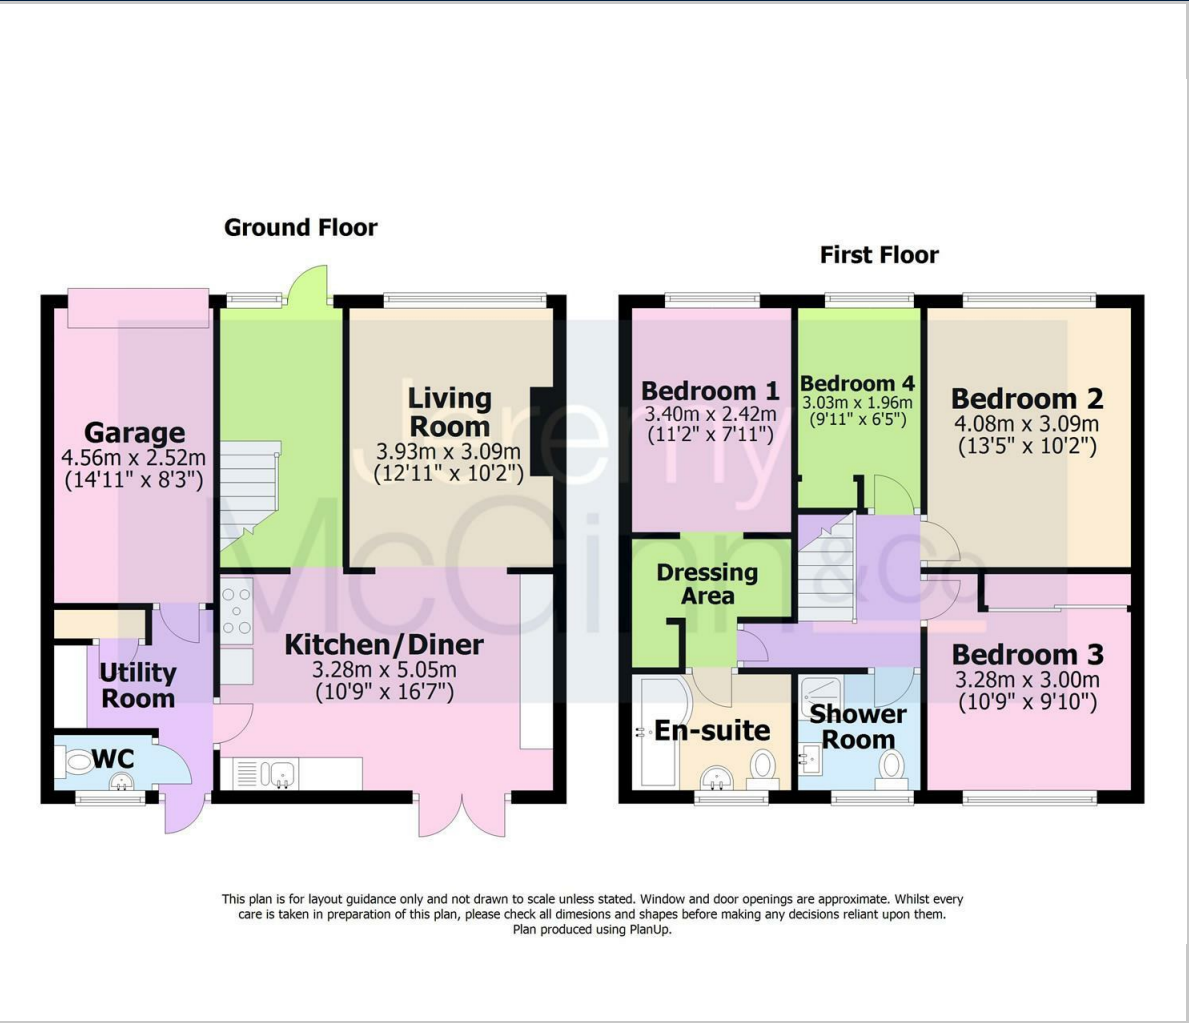 Ground Floor
First Floor
Garage
4.56m x 2.52m
(14'11" x 8'3")
Living
Room
3.93m x 3.09m
(12'11" x 10'2")
Kitchen/Diner
3.28m x 5.05m
(10'9" x 16'7")
Utility
Room
WC
Bedroom 1
3.40m x 2.42m
(11'2" x 7'11")
Bedroom 4
3.03m x 1.96m
(9'11" x 6'5")
Bedroom 2
4.08m x 3.09m
(13'5" x 10'2")
Dressing
Area
Bedroom 3
3.28m x 3.00m
(10'9" x 9'10")
En-suite
Shower
Room
Jeremy
McGinn & Co
This plan is for layout guidance only and not drawn to scale unless stated. Window and door openings are approximate. Whilst every
care is taken in preparation of this plan, please check all dimesions and shapes before making any decisions reliant upon them.
Plan produced using PlanUp.